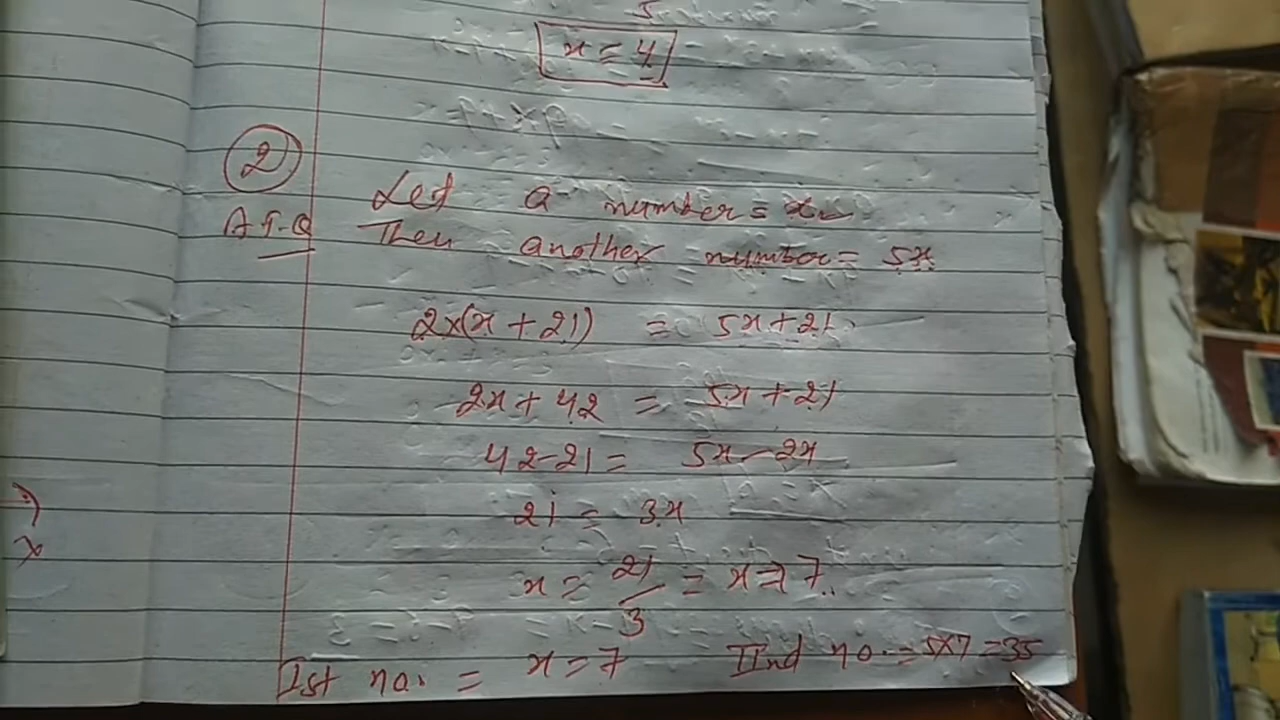 x = 4
2
Let a number = x
A.T.Q Then another number = 5x
2x(x + 21) = 5x + 21
2x + 42 = 5x + 21
42 - 21 = 5x - 2x
21 = 3x
x = 21/3 = x = 7
Ist no. = x = 7 IInd no. = 5x7 = 35